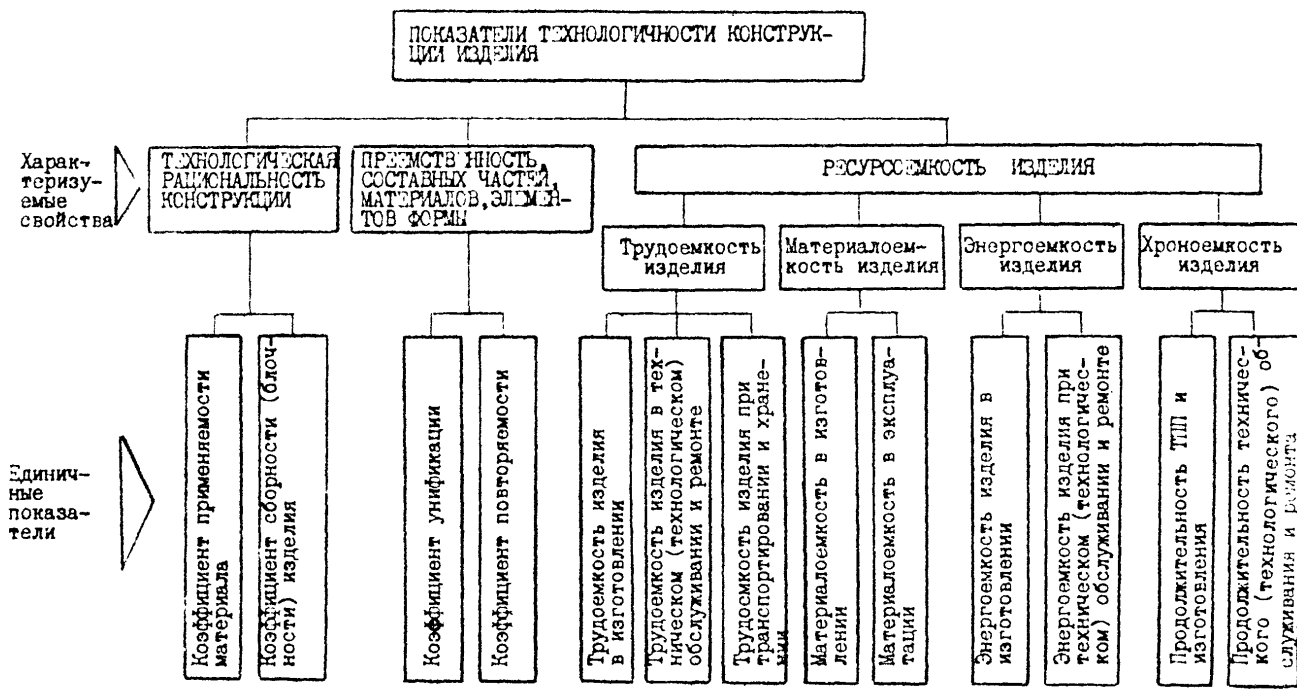 ПОКАЗАТЕЛИ ТЕХНОЛОГИЧНОСТИ КОНСТРУК-
ЦИИ ИЗДЕЛИЯ
Харак-
теризу-
емые
свойства
ТЕХНОЛОГИЧЕСКАЯ
РАЦИОНАЛЬНОСТЬ
КОНСТРУКЦИИ
ПРЕЕМСТВЕННОСТЬ,
СОСТАВНЫХ ЧАСТЕЙ,
МАТЕРИАЛОВ, ЭЛЕМЕН-
ТОВ ФОРМЫ
РЕСУРСОЕМКОСТЬ ИЗДЕЛИЯ
Трудоемкость
изделия
Материалоем-
кость изделия
Энергоемкость
изделия
Хроноемкость
изделия
Единич-
ные
показа-
тели
Коэффициент применяемости
материала
Коэффициент сборности (блоч-
ности) изделия
Коэффициент унификации
Коэффициент повторяемости
Трудоемкость изделия
в изготовлении
Трудоемкость изделия в тех-
ническом (технологическом)
обслуживании и ремонте
Трудоемкость изделия при
транспортировании и хране-
нии
Материалоемкость в изготов-
лении
Материалоемкость в эксплуа-
тации
Энергоемкость изделия в
изготовлении
Энергоемкость изделия при
техническом (технологичес-
ком) обслуживании и ремонте
Продолжительность ТПП и
изготовления
Продолжительность техничес-
кого (технологического) об-
служивания и ремонта